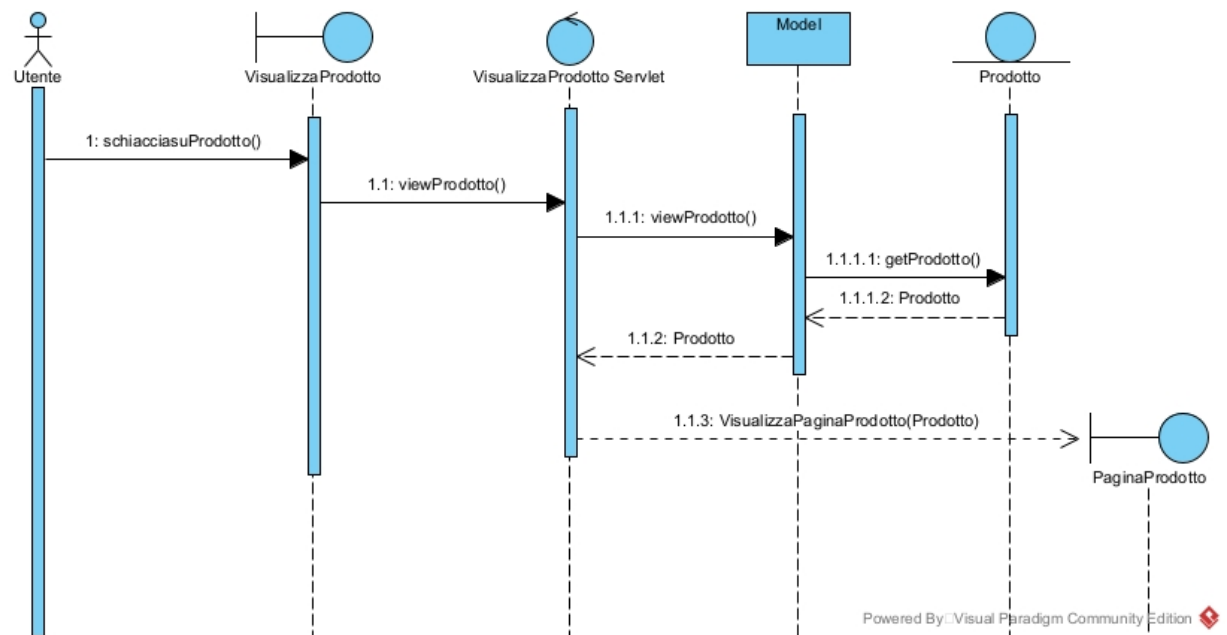 Utente
VisualizzaProdotto
VisualizzaProdotto Servlet
Model
Prodotto
1: schiacciasuProdotto()
1.1: viewProdotto()
1.1.1: viewProdotto()
1.1.1.1: getProdotto()
1.1.1.2: Prodotto
1.1.2: Prodotto
1.1.3: VisualizzaPaginaProdotto(Prodotto)
PaginaProdotto
Powered By Visual Paradigm Community Edition